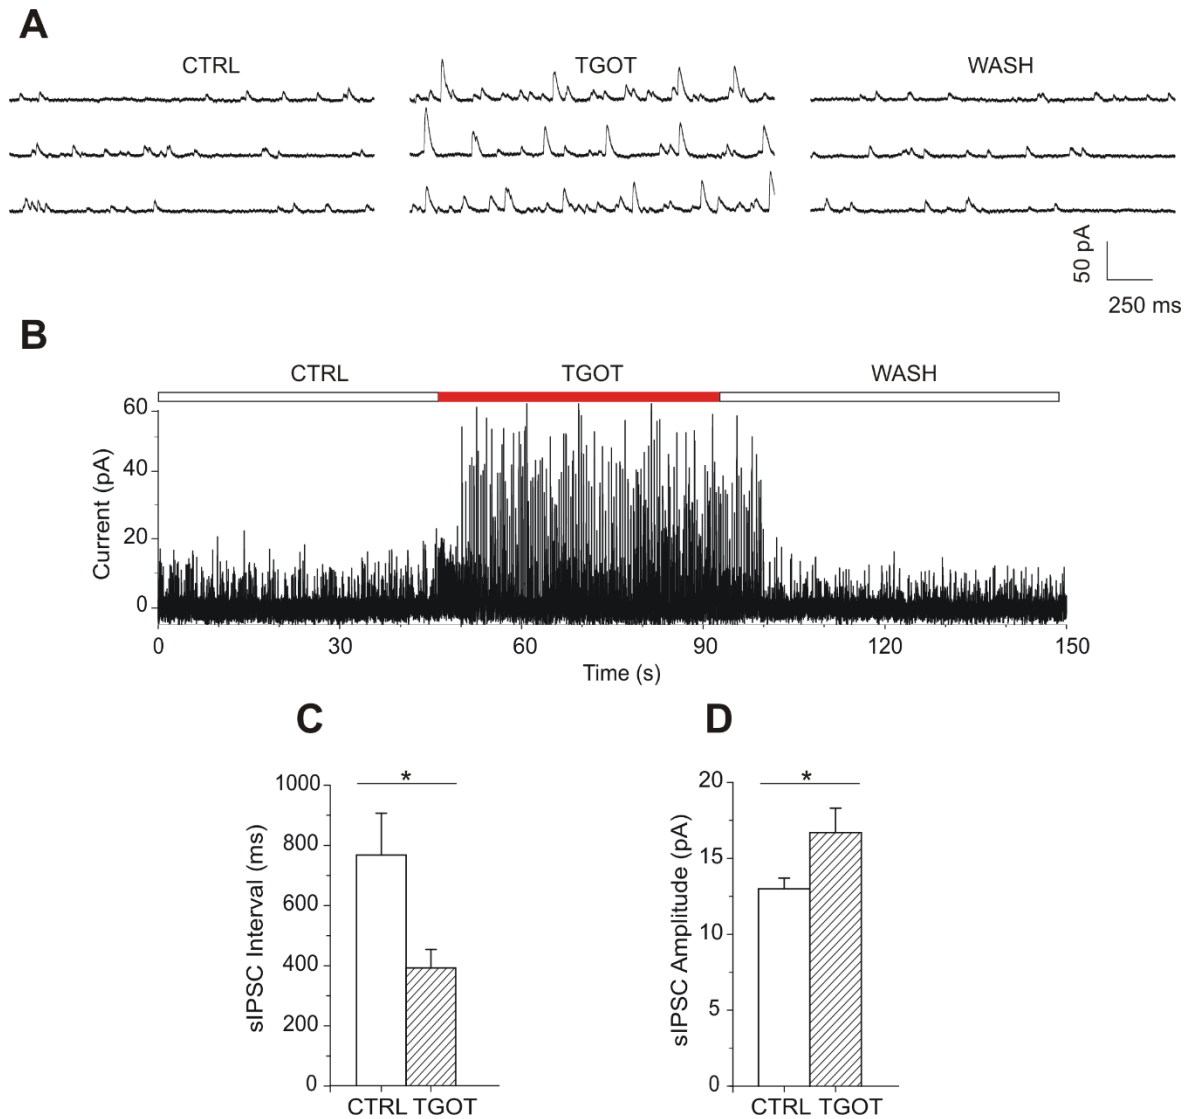 A
CTRL TGOT WASH
50 pA
250 ms
B
CTRL TGOT WASH
60
40
20
0
Current (pA)
0 30 60 90 120 150
Time (s)
C
*
1000
800
600
400
200
0
sIPSC Interval (ms)
CTRL TGOT
D
*
20
15
10
5
0
sIPSC Amplitude (pA)
CTRL TGOT